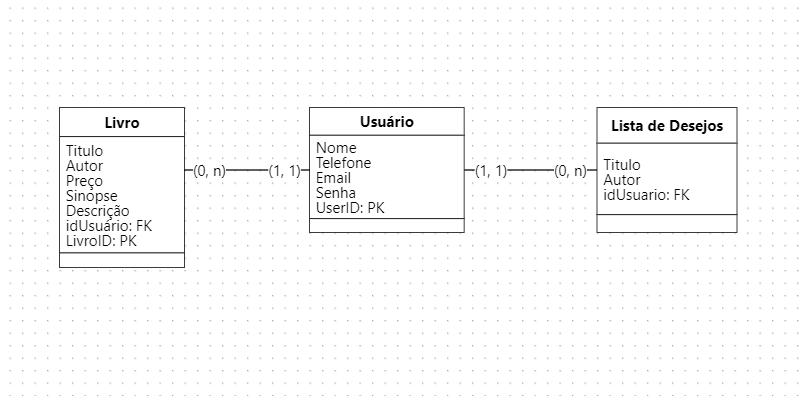 Livro
Titulo
Autor
Preço
Sinopse
Descrição
idUsuário: FK
LivroID: PK
(0, n)
(1, 1)
Usuário
Nome
Telefone
Email
Senha
UserID: PK
(1, 1)
(0, n)
Lista de Desejos
Titulo
Autor
idUsuario: FK